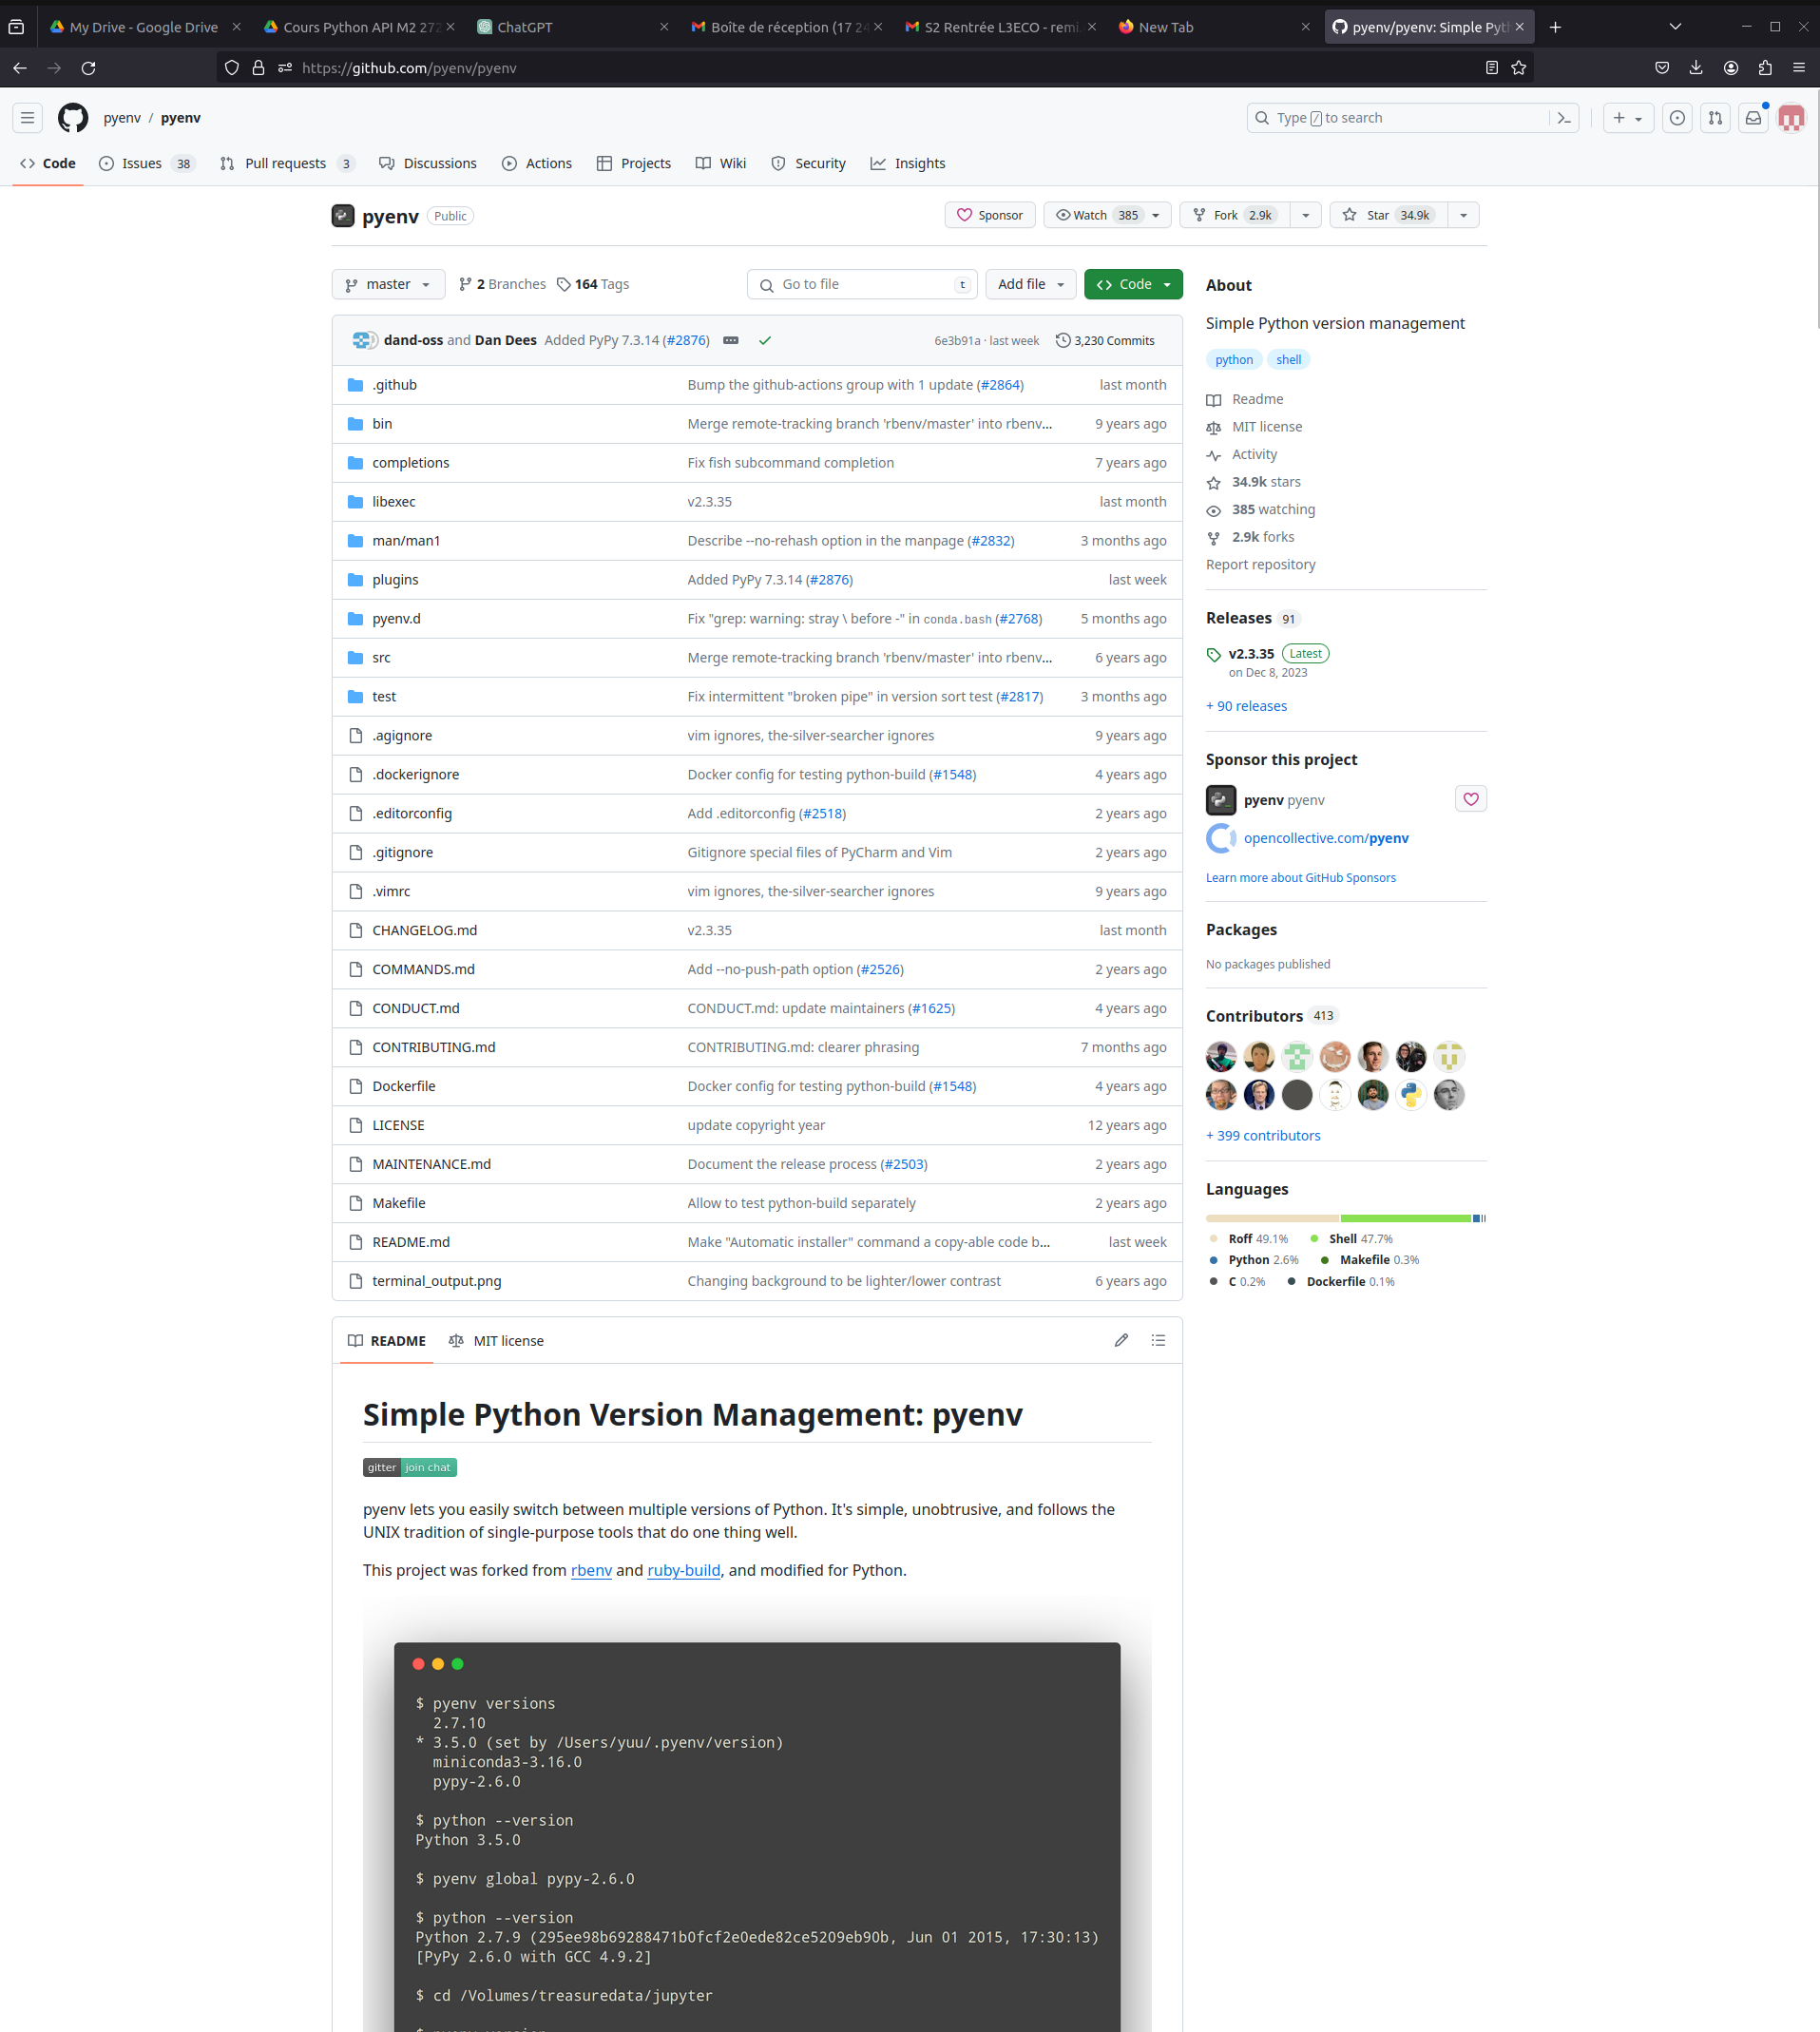 My Drive - Google Drive
Cours Python API M2 272
ChatGPT
Boîte de réception (17 24
S2 Rentrée L3ECO - remi.
New Tab
pyenv/pyenv: Simple Pyth
https://github.com/pyenv/pyenv
pyenv / pyenv
Type / to search
Code
Issues 38
Pull requests 3
Discussions
Actions
Projects
Wiki
Security
Insights
pyenv Public
Sponsor
Watch 385
Fork 2.9k
Star 34.9k
master
2 Branches
164 Tags
Go to file t
Add file
Code
dand-oss and Dan Dees Added PyPy 7.3.14 (#2876)
6e3b91a · last week
3,230 Commits
.github Bump the github-actions group with 1 update (#2864) last month
bin Merge remote-tracking branch 'rbenv/master' into rbenv... 9 years ago
completions Fix fish subcommand completion 7 years ago
libexec v2.3.35 last month
man/man1 Describe --no-rehash option in the manpage (#2832) 3 months ago
plugins Added PyPy 7.3.14 (#2876) last week
pyenv.d Fix "grep: warning: stray \ before -" in conda.bash (#2768) 5 months ago
src Merge remote-tracking branch 'rbenv/master' into rbenv... 6 years ago
test Fix intermittent "broken pipe" in version sort test (#2817) 3 months ago
.agignore vim ignores, the-silver-searcher ignores 9 years ago
.dockerignore Docker config for testing python-build (#1548) 4 years ago
.editorconfig Add .editorconfig (#2518) 2 years ago
.gitignore Gitignore special files of PyCharm and Vim 2 years ago
.vimrc vim ignores, the-silver-searcher ignores 9 years ago
CHANGELOG.md v2.3.35 last month
COMMANDS.md Add --no-push-path option (#2526) 2 years ago
CONDUCT.md CONDUCT.md: update maintainers (#1625) 4 years ago
CONTRIBUTING.md CONTRIBUTING.md: clearer phrasing 7 months ago
Dockerfile Docker config for testing python-build (#1548) 4 years ago
LICENSE update copyright year 12 years ago
MAINTENANCE.md Document the release process (#2503) 2 years ago
Makefile Allow to test python-build separately 2 years ago
README.md Make "Automatic installer" command a copy-able code b... last week
terminal_output.png Changing background to be lighter/lower contrast 6 years ago
README
MIT license
Simple Python Version Management: pyenv
gitter join chat
pyenv lets you easily switch between multiple versions of Python. It's simple, unobtrusive, and follows the
UNIX tradition of single-purpose tools that do one thing well.
This project was forked from rbenv and ruby-build, and modified for Python.
$ pyenv versions
2.7.10
* 3.5.0 (set by /Users/yuu/.pyenv/version)
miniconda3-3.16.0
pypy-2.6.0
$ python --version
Python 3.5.0
$ pyenv global pypy-2.6.0
$ python --version
Python 2.7.9 (295ee98b69288471b0fcf2e0ede82ce5209eb90b, Jun 01 2015, 17:30:13)
[PyPy 2.6.0 with GCC 4.9.2]
$ cd /Volumes/treasuredata/jupyter
About
Simple Python version management
python shell
Readme
MIT license
Activity
34.9k stars
385 watching
2.9k forks
Report repository
Releases 91
v2.3.35 Latest
on Dec 8, 2023
+ 90 releases
Sponsor this project
pyenv pyenv
opencollective.com/pyenv
Learn more about GitHub Sponsors
Packages
No packages published
Contributors 413
+ 399 contributors
Languages
Roff 49.1% Shell 47.7%
Python 2.6% Makefile 0.3%
C 0.2% Dockerfile 0.1%